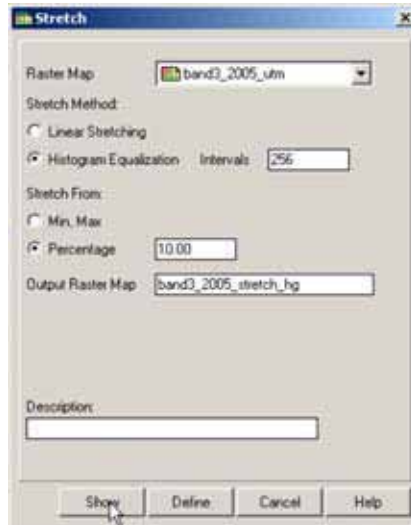 Stretch
Raster Map band3_2005_utm
Stretch Method:
Linear Stretching
Histogram Equalization Intervals 256
Stretch From:
Min, Max
Percentage 10.00
Output Raster Map band3_2005_stretch_hg
Description:
Show Define Cancel Help